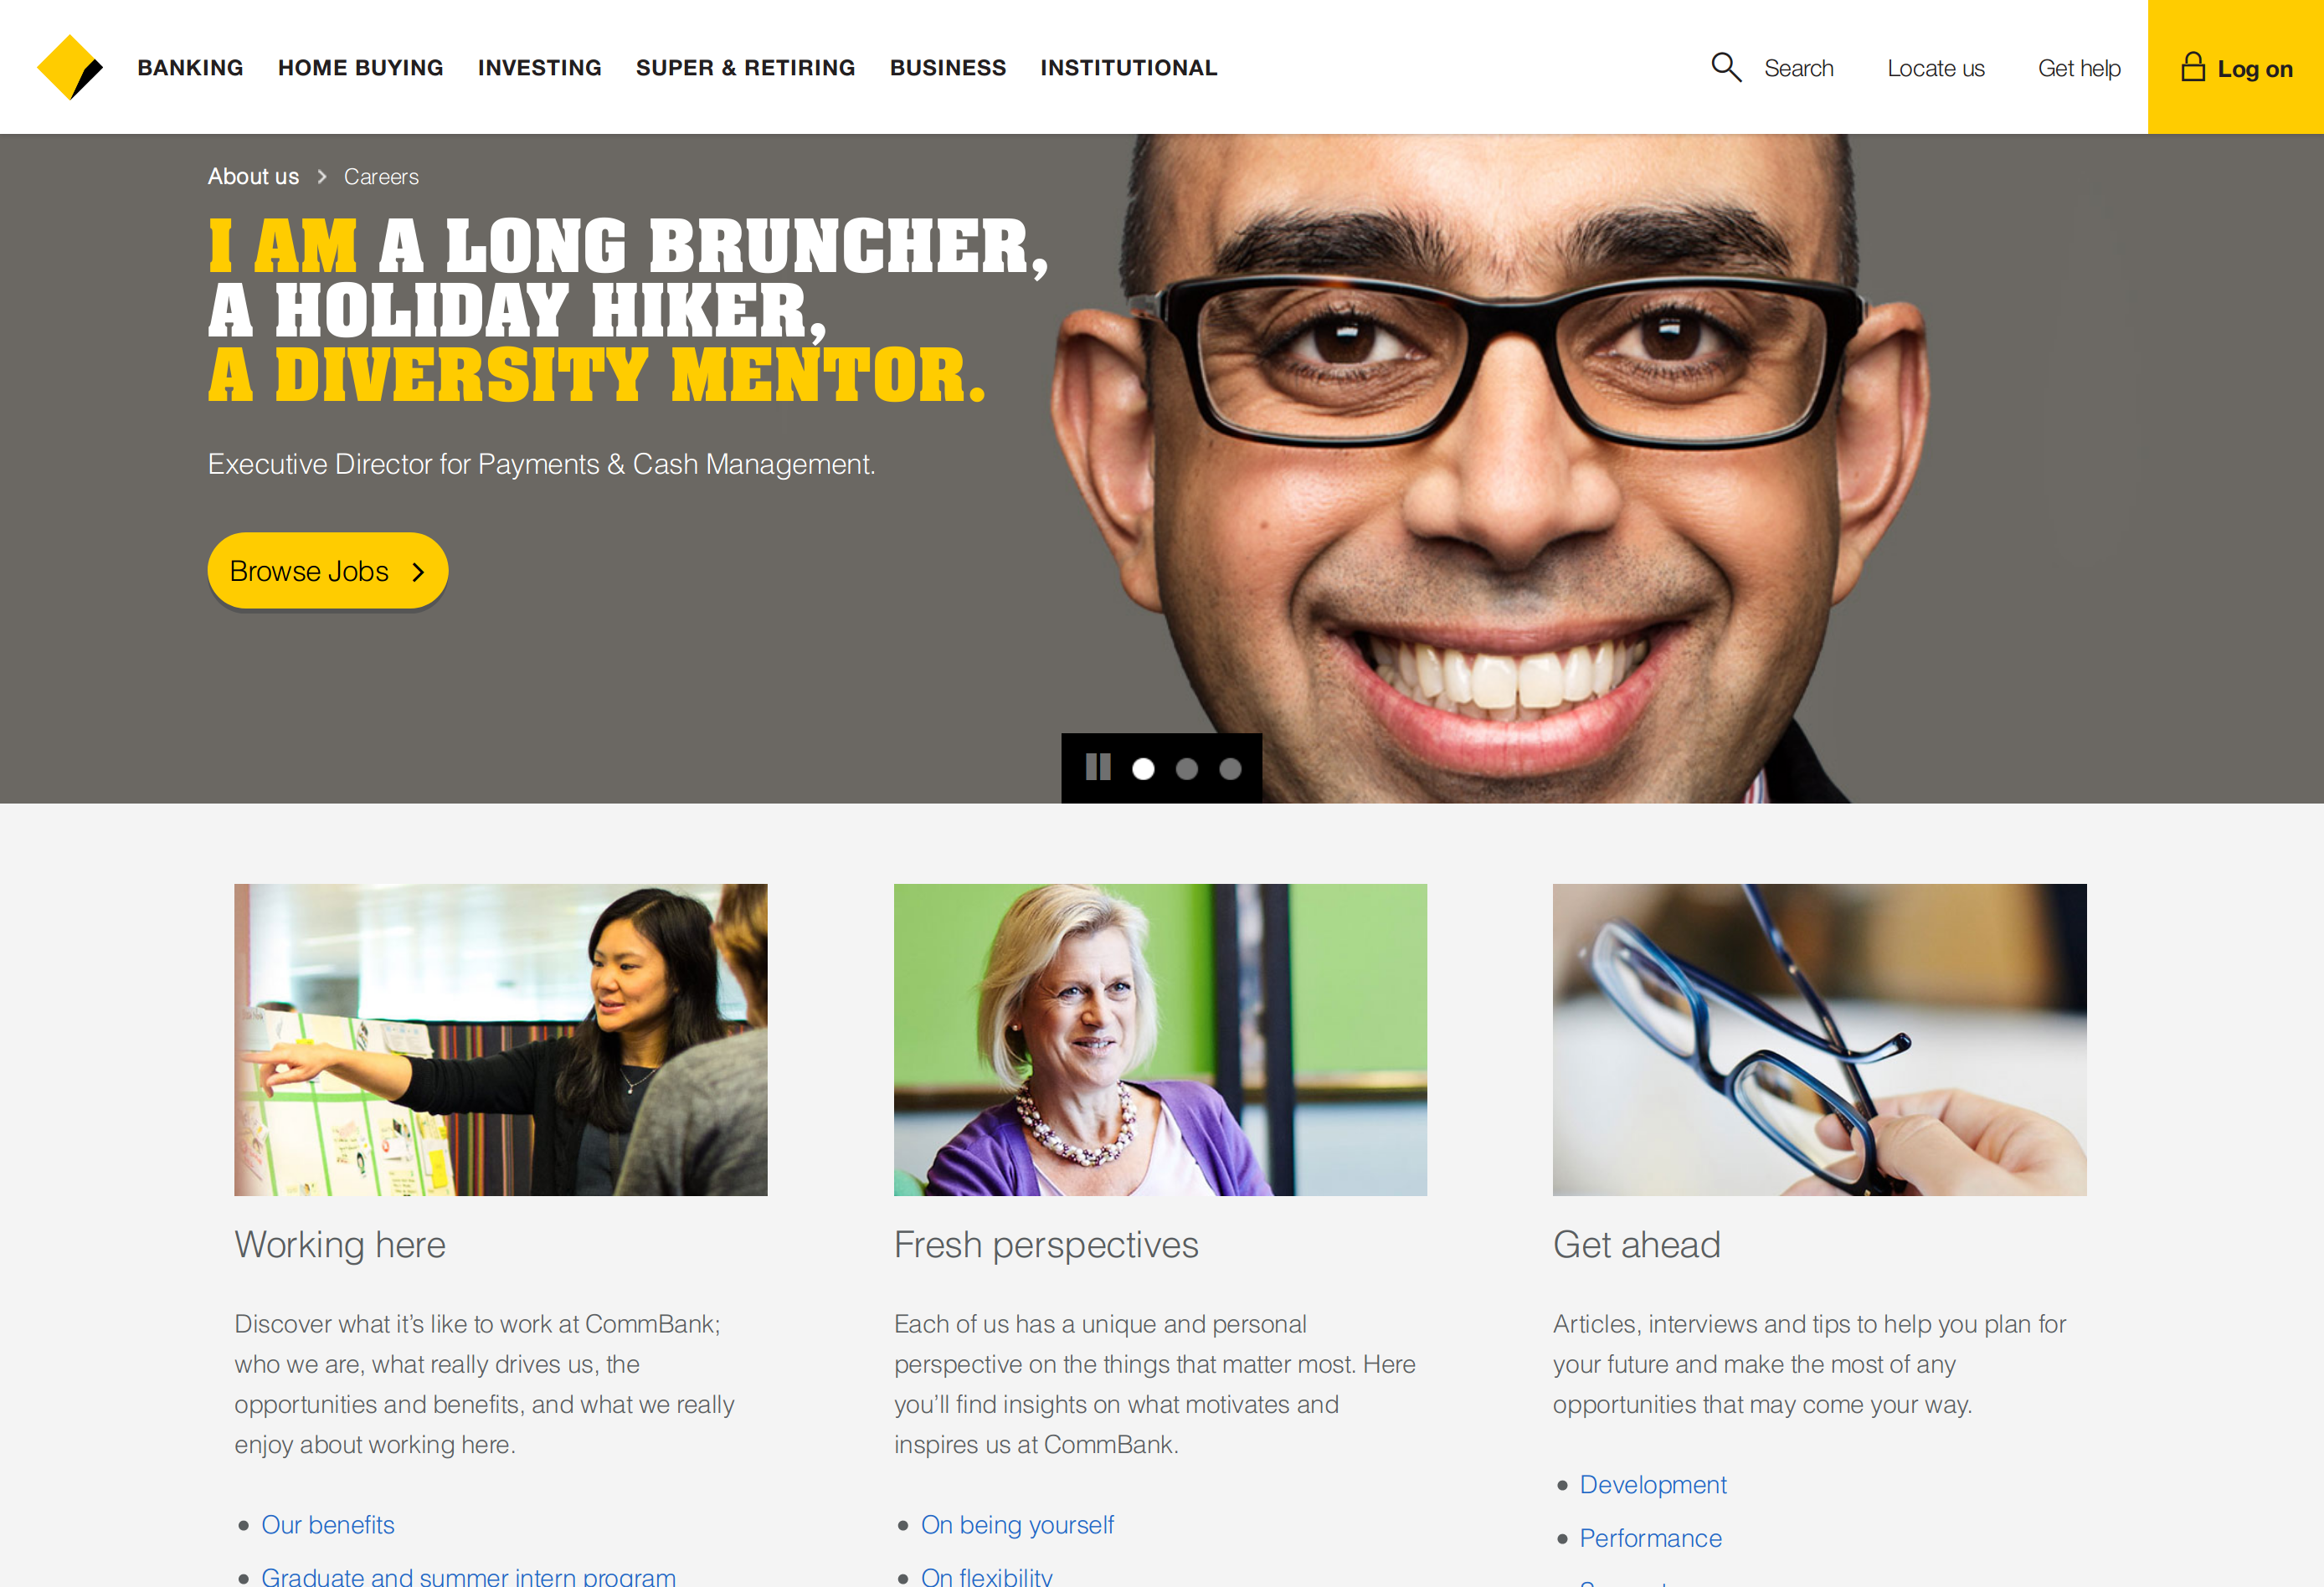 BANKING HOME BUYING INVESTING SUPER & RETIRING BUSINESS INSTITUTIONAL Search Locate us Get help Log on
About us > Careers
I AM A LONG BRUNCHER,
A HOLIDAY HIKER,
A DIVERSITY MENTOR.
Executive Director for Payments & Cash Management.
Browse Jobs
Working here
Discover what it’s like to work at CommBank;
who we are, what really drives us, the
opportunities and benefits, and what we really
enjoy about working here.
• Our benefits
• Graduate and summer intern program
Fresh perspectives
Each of us has a unique and personal
perspective on the things that matter most. Here
you’ll find insights on what motivates and
inspires us at CommBank.
• On being yourself
• On flexibility
Get ahead
Articles, interviews and tips to help you plan for
your future and make the most of any
opportunities that may come your way.
• Development
• Performance